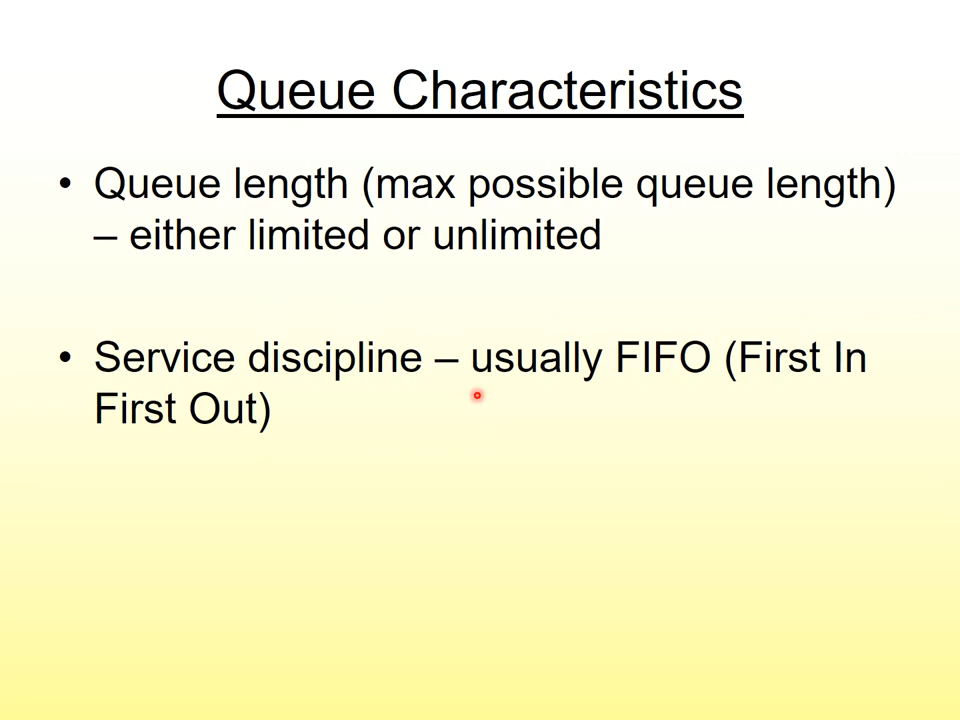 Queue Characteristics
• Queue length (max possible queue length)
– either limited or unlimited
• Service discipline – usually FIFO (First In
First Out)